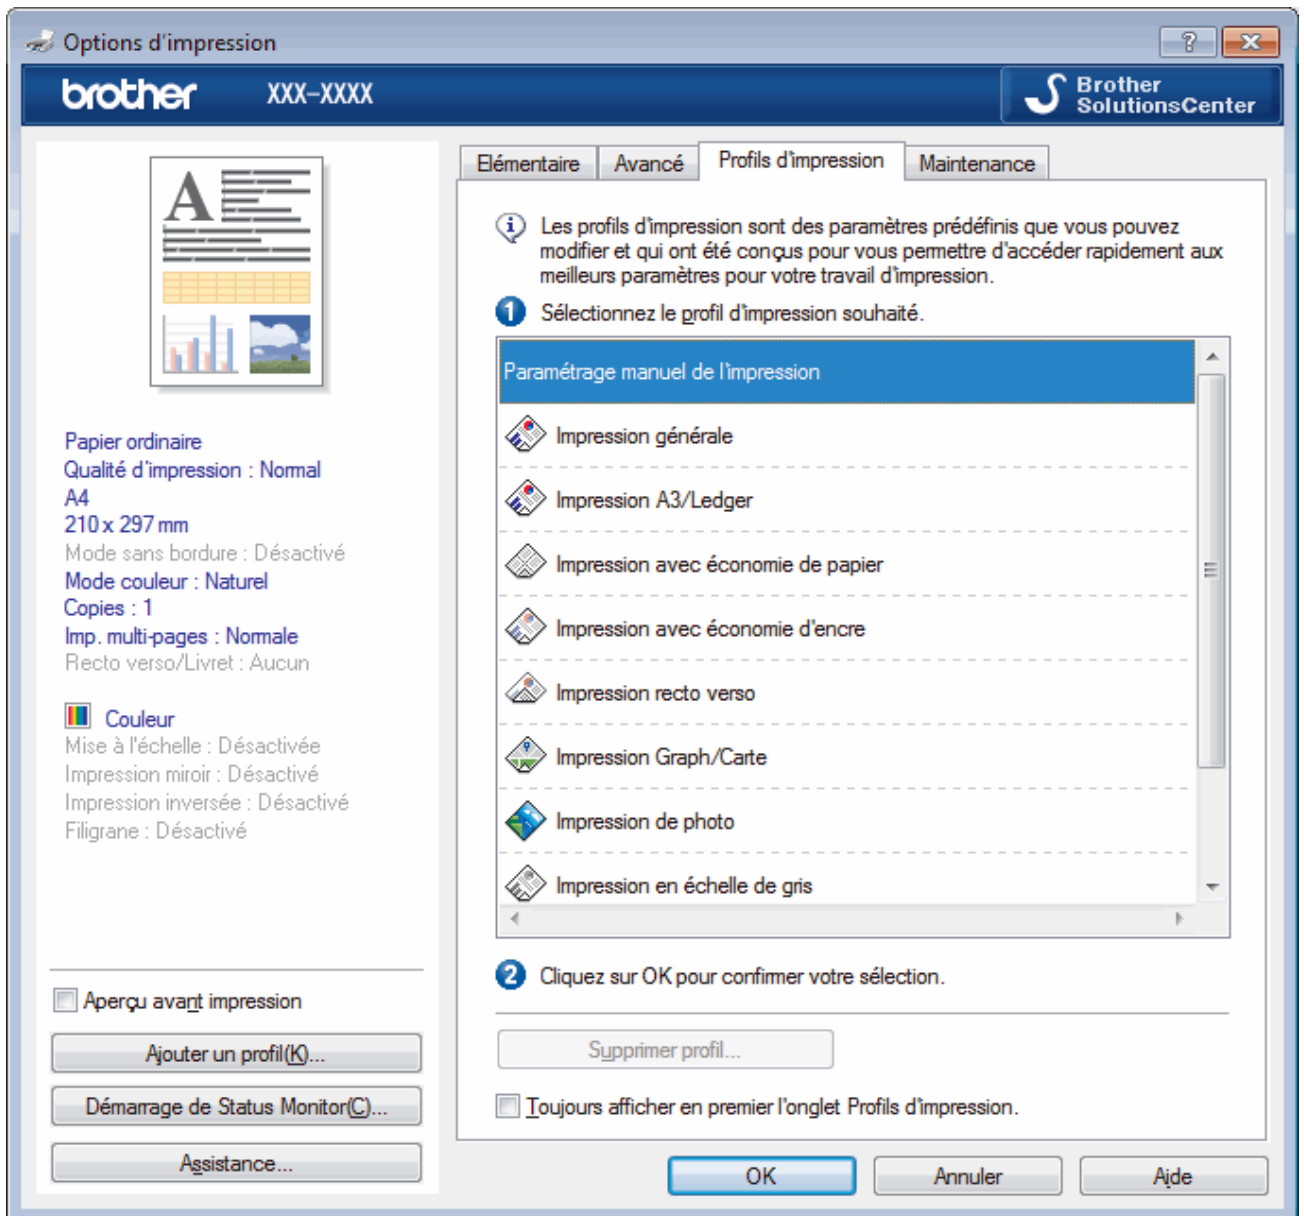 Options d'impression
brother XXX-XXXX
Brother
SolutionsCenter
A
Papier ordinaire
Qualité d'impression : Normal
A4
210 x 297 mm
Mode sans bordure : Désactivé
Mode couleur : Naturel
Copies : 1
Imp. multi-pages : Normale
Recto verso/Livret : Aucun
Couleur
Mise à l'échelle : Désactivée
Impression miroir : Désactivé
Impression inversée : Désactivé
Filigrane : Désactivé
Aperçu avant impression
Ajouter un profil(K)...
Démarrage de Status Monitor(C)...
Assistance...
Elémentaire
Avancé
Profils d'impression
Maintenance
Les profils d'impression sont des paramètres prédéfinis que vous pouvez
modifier et qui ont été conçus pour vous permettre d'accéder rapidement aux
meilleurs paramètres pour votre travail d'impression.
1 Sélectionnez le profil d'impression souhaité.
Paramétrage manuel de l'impression
Impression générale
Impression A3/Ledger
Impression avec économie de papier
Impression avec économie d'encre
Impression recto verso
Impression Graph/Carte
Impression de photo
Impression en échelle de gris
2 Cliquez sur OK pour confirmer votre sélection.
Supprimer profil...
Toujours afficher en premier l'onglet Profils d'impression.
OK
Annuler
Aide